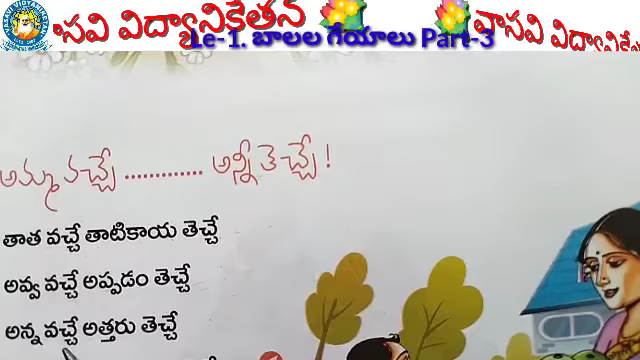 వాసవి విద్యానికేతన్
వాసవి విద్యానికే
Le-1. బాలల గేయాలు Part-3
అమ్మ వచ్చే ............. అన్నీ తెచ్చే!
తాత వచ్చే తాటికాయ తెచ్చే
అవ్వ వచ్చే అప్పడం తెచ్చే
అన్న వచ్చే అత్తరు తెచ్చే